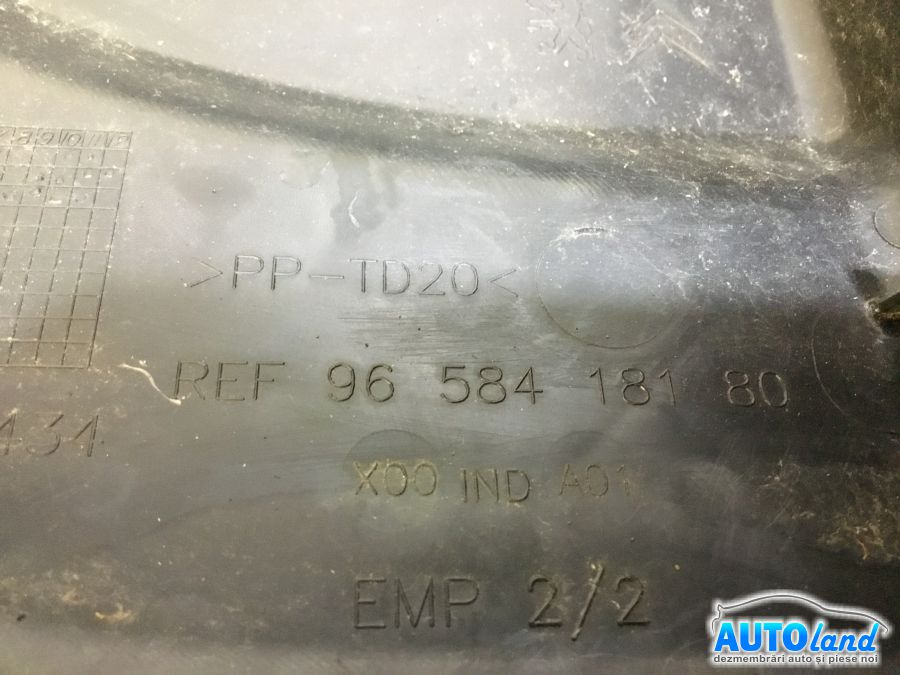 >PP-TD20<
REF 96 584 181 80
X00 IND A01
EMP 2/2
AUTOland
dezmembrări auto și piese noi